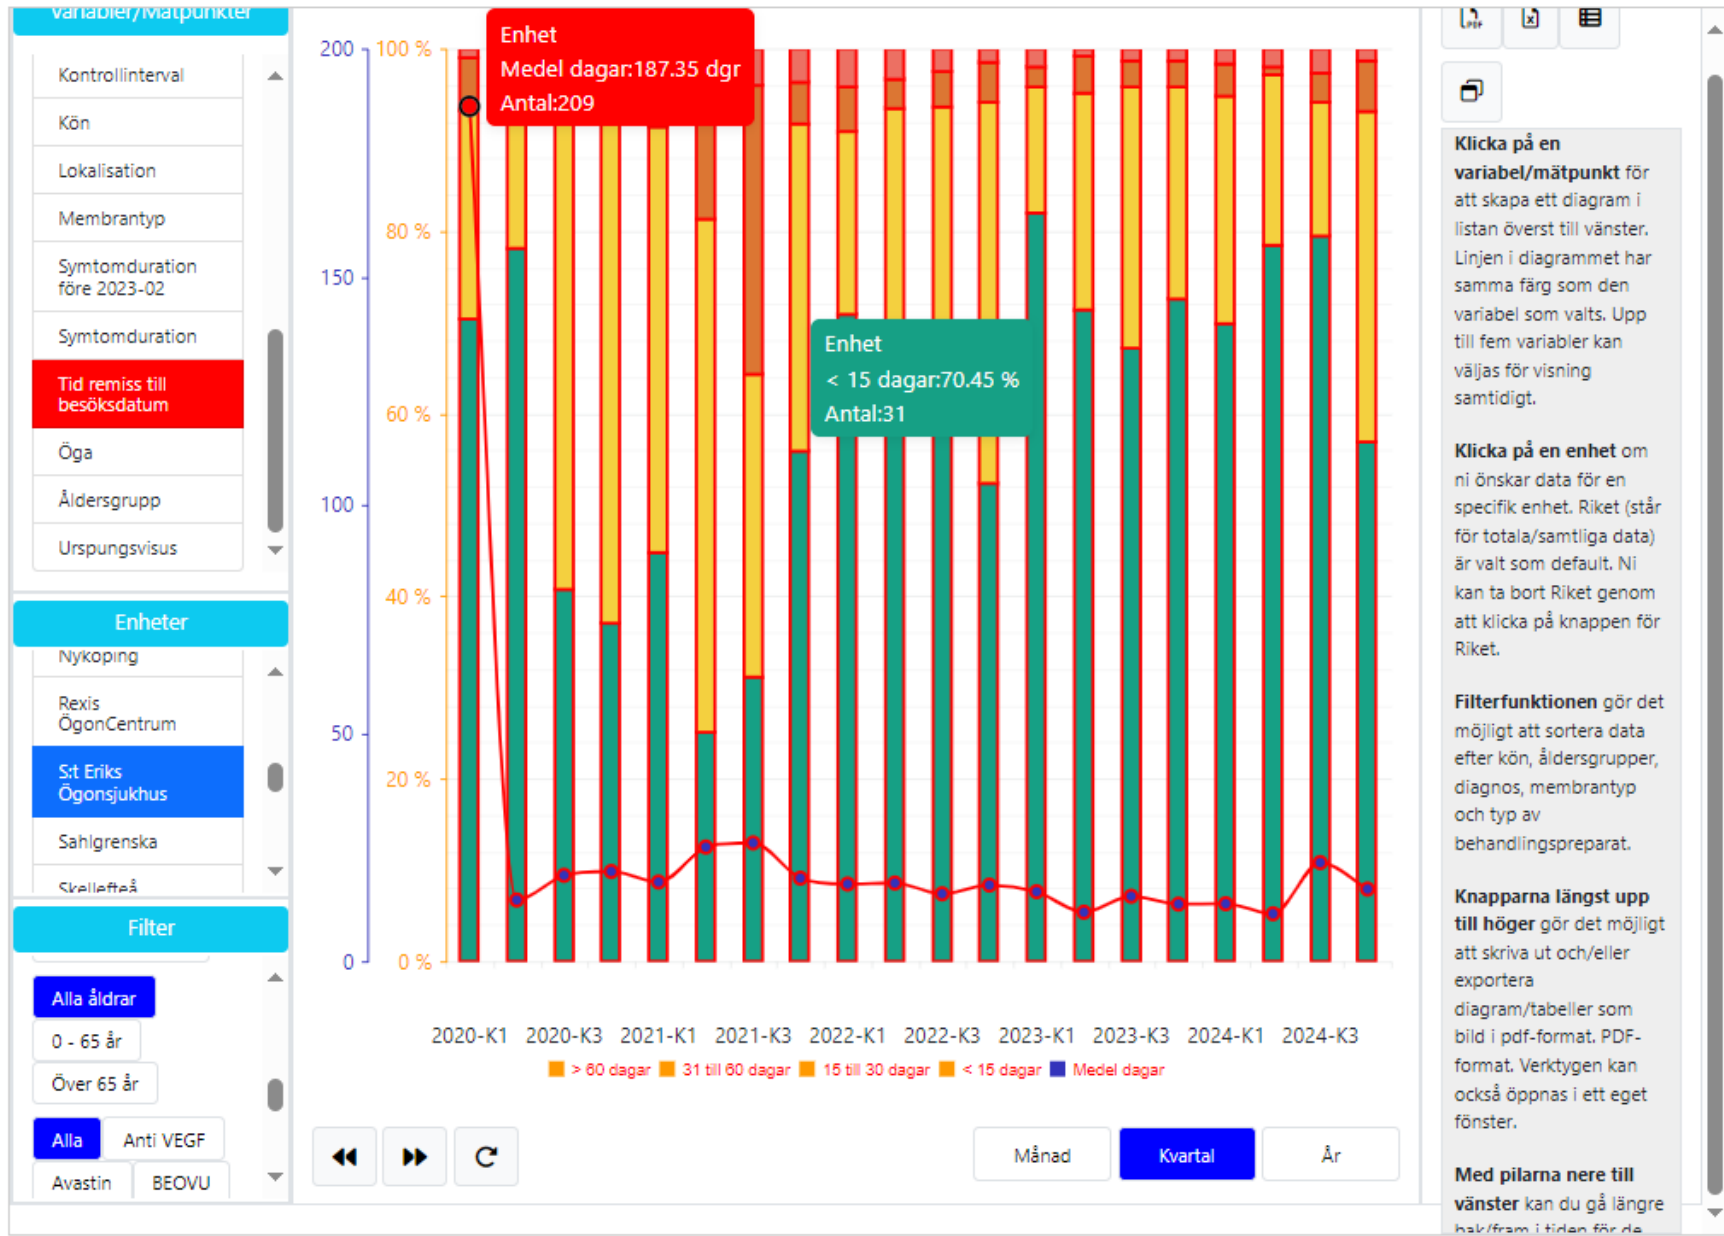 Variabler/Mätpunkter
Kontrollinterval
Kön
Lokalisation
Membrantyp
Symtomduration
före 2023-02
Symtomduration
Tid remiss till
besöksdatum
Öga
Åldersgrupp
Urspungsvisus
Enheter
Nyköping
Rexis
ÖgonCentrum
S:t Eriks
Ögonsjukhus
Sahlgrenska
Skellefteå
Filter
Alla åldrar
0 - 65 år
Över 65 år
Alla
Anti VEGF
Avastin
BEOVU
200
150
100
50
0
100 %
80 %
60 %
40 %
20 %
0 %
Enhet
Medel dagar:187.35 dgr
Antal:209
Enhet
< 15 dagar:70.45 %
Antal:31
2020-K1 2020-K3 2021-K1 2021-K3 2022-K1 2022-K3 2023-K1 2023-K3 2024-K1 2024-K3
> 60 dagar 31 till 60 dagar 15 till 30 dagar < 15 dagar Medel dagar
Månad
Kvartal
År
PDF
Klicka på en
variabel/mätpunkt för
att skapa ett diagram i
listan överst till vänster.
Linjen i diagrammet har
samma färg som den
variabel som valts. Upp
till fem variabler kan
väljas för visning
samtidigt.
Klicka på en enhet om
ni önskar data för en
specifik enhet. Riket (står
för totala/samtliga data)
är valt som default. Ni
kan ta bort Riket genom
att klicka på knappen för
Riket.
Filterfunktionen gör det
möjligt att sortera data
efter kön, åldersgrupper,
diagnos, membrantyp
och typ av
behandlingspreparat.
Knapparna längst upp
till höger gör det möjligt
att skriva ut och/eller
exportera
diagram/tabeller som
bild i pdf-format. PDF-
format. Verktygen kan
också öppnas i ett eget
fönster.
Med pilarna nere till
vänster kan du gå längre
bak/fram i tiden för de